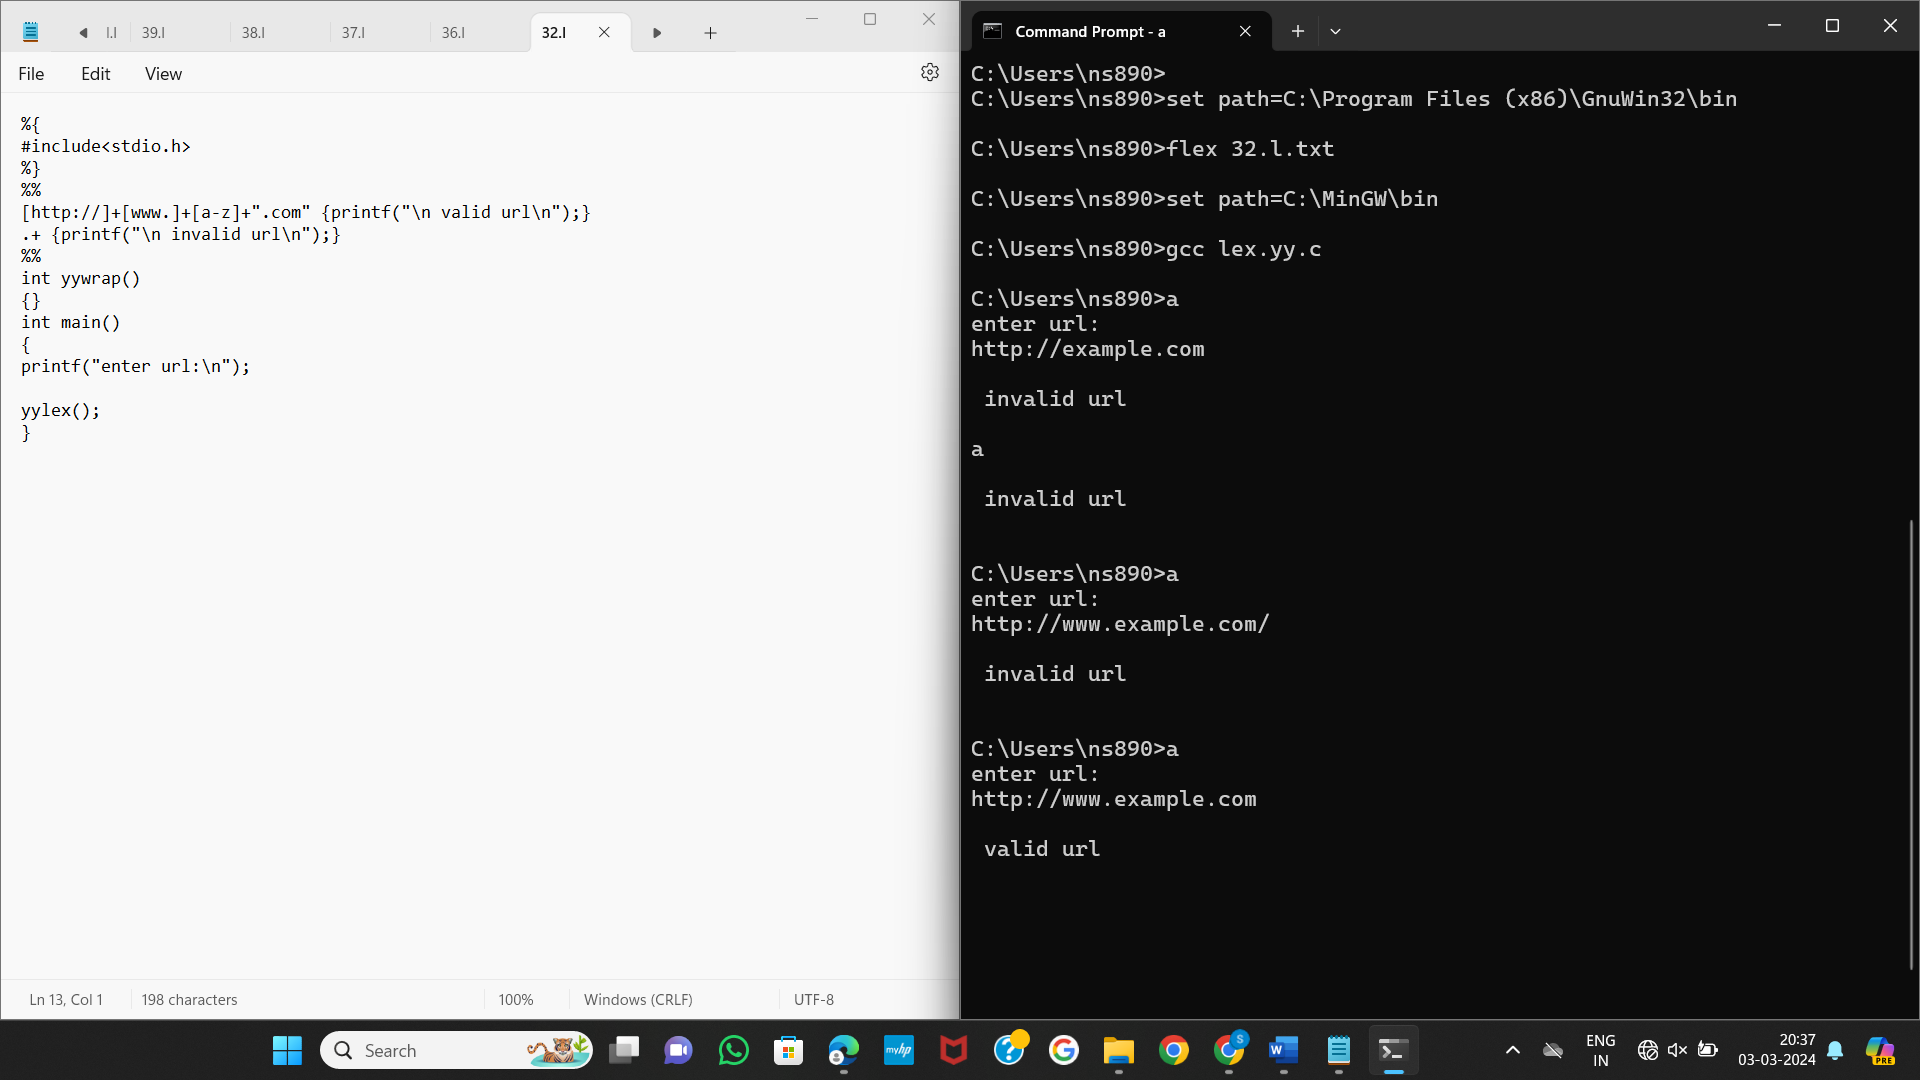 l.l
39.l
38.l
37.l
36.l
32.l
File
Edit
View
%{
#include<stdio.h>
%}
%%
[http://]+[www.]+[a-z]+".com" {printf("\n valid url\n");}
.+ {printf("\n invalid url\n");}
%%
int yywrap()
{}
int main()
{
printf("enter url:\n");
yylex();
}
Ln 13, Col 1
198 characters
100%
Windows (CRLF)
UTF-8
Command Prompt - a
C:\Users\ns890>
C:\Users\ns890>set path=C:\Program Files (x86)\GnuWin32\bin
C:\Users\ns890>flex 32.l.txt
C:\Users\ns890>set path=C:\MinGW\bin
C:\Users\ns890>gcc lex.yy.c
C:\Users\ns890>a
enter url:
http://example.com
invalid url
a
invalid url
C:\Users\ns890>a
enter url:
http://www.example.com/
invalid url
C:\Users\ns890>a
enter url:
http://www.example.com
valid url
Search
myhp
S
W
ENG
IN
20:37
03-03-2024
PRE